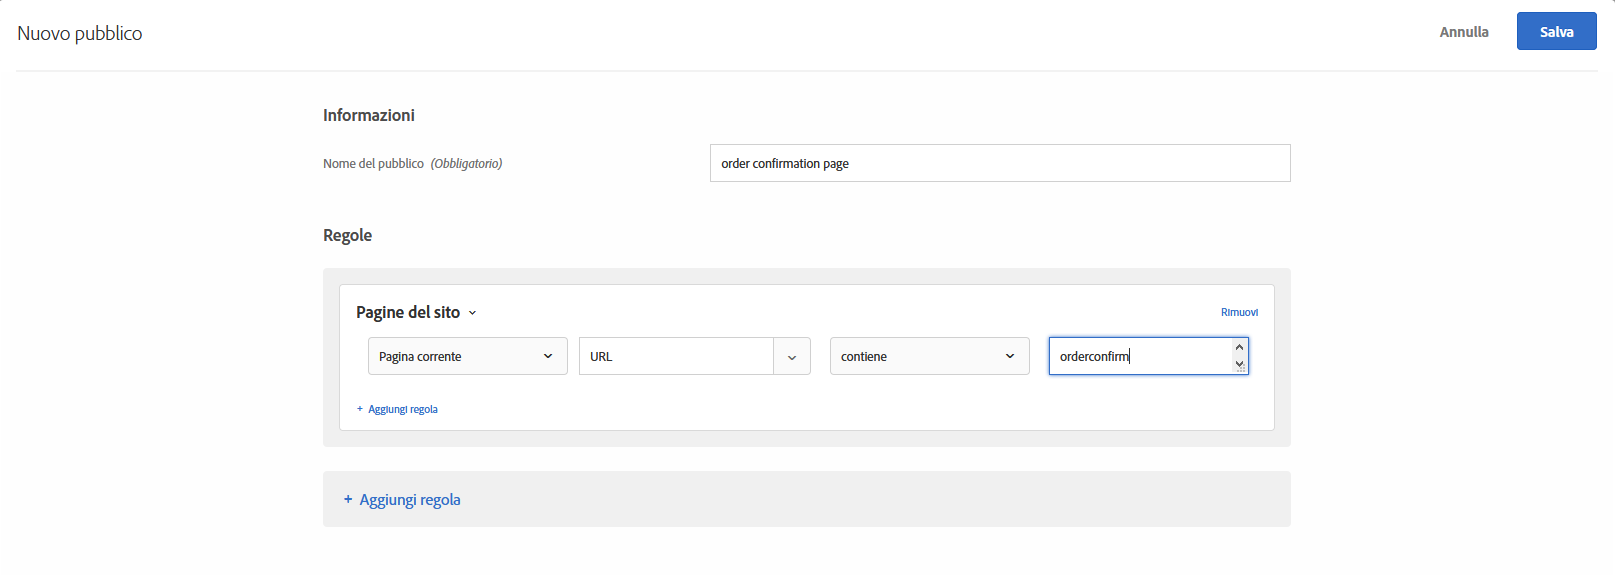 Nuovo pubblico
Annulla
Salva
Informazioni
Nome del pubblico (Obbligatorio)
order confirmation page
Regole
Pagine del sito
Rimuovi
Pagina corrente
URL
contiene
orderconfirm
+ Aggiungi regola
+ Aggiungi regola